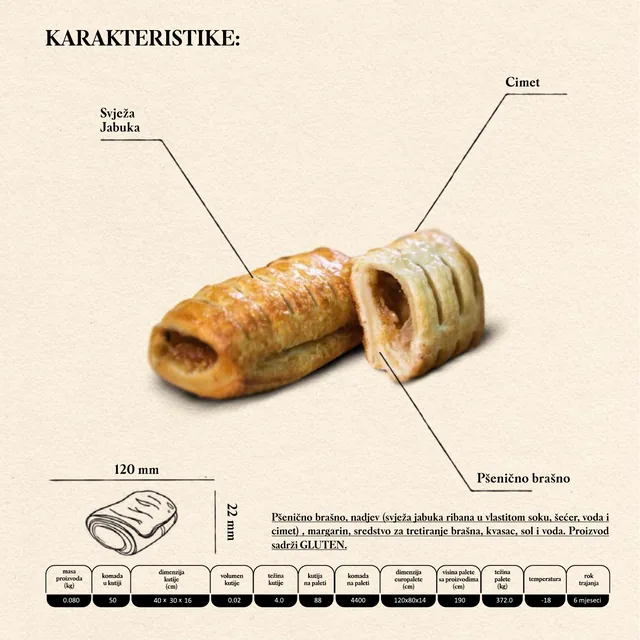 KARAKTERISTIKE:
Cimet
Svježa
Jabuka
Pšenično brašno
120 mm
22 mm
Pšenično brašno, nadjev (svježa jabuka ribana u vlastitom soku, šećer, voda i
cimet) , margarin, sredstvo za tretiranje brašna, kvasac, sol i voda. Proizvod
sadrži GLUTEN.
masa proizvoda (kg)
komada u kutiji
dimenzija kutije (cm)
volumen kutije
težina kutije
kutija na paleti
komada na paleti
dimenzija europalete (cm)
visina palete sa proizvodima (cm)
težina palete (kg)
temperatura
rok trajanja
0.080 50 40 x 30 x 16 0.02 4.0 88 4400 120x80x14 190 372.0 -18 6 mjeseci